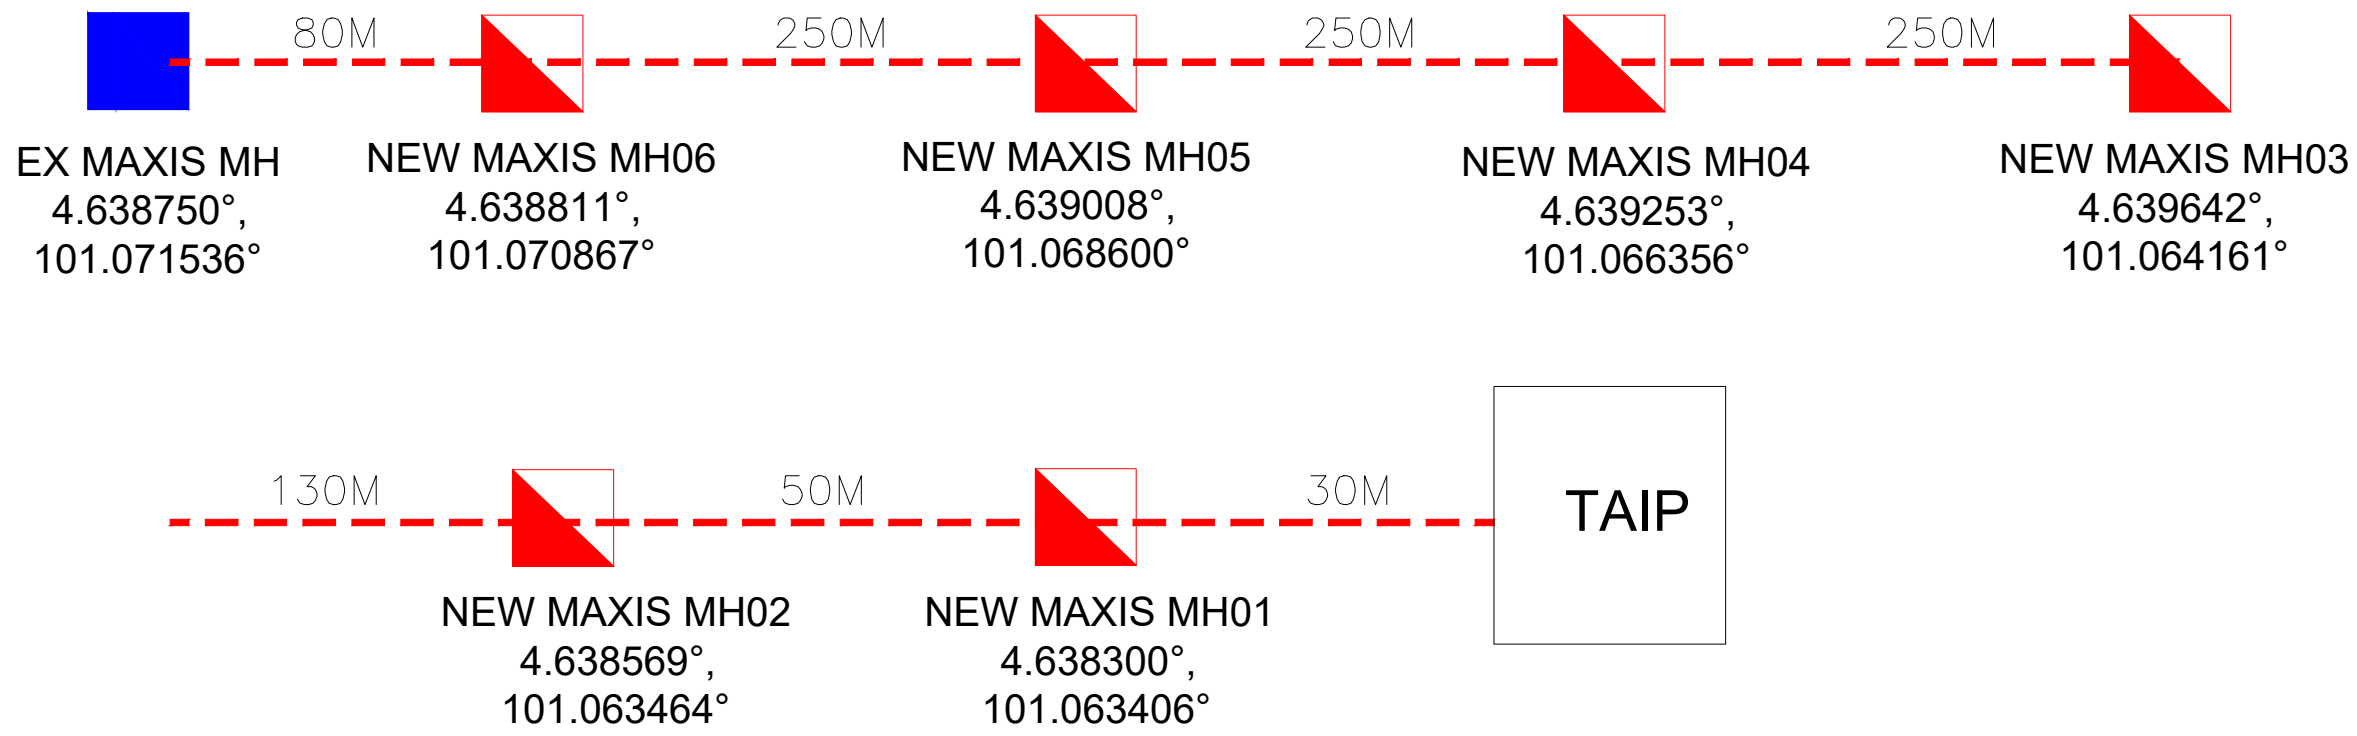 80M
250M
250M
250M
EX MAXIS MH
4.638750°,
101.071536°
NEW MAXIS MH06
4.638811°,
101.070867°
NEW MAXIS MH05
4.639008°,
101.068600°
NEW MAXIS MH04
4.639253°,
101.066356°
NEW MAXIS MH03
4.639642°,
101.064161°
130M
50M
30M
TAIP
NEW MAXIS MH02
4.638569°,
101.063464°
NEW MAXIS MH01
4.638300°,
101.063406°